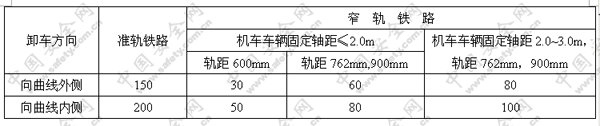 窄 轨 铁 路
卸车方向 准轨铁路 机车车辆固定轴距≤2.0m 机车车辆固定轴距 2.0~3.0m,
轨距 600mm 轨距 762mm,900mm 轨距 762mm，900mm
向曲线外侧 150 30 60 80
向曲线内侧 200 50 80 100